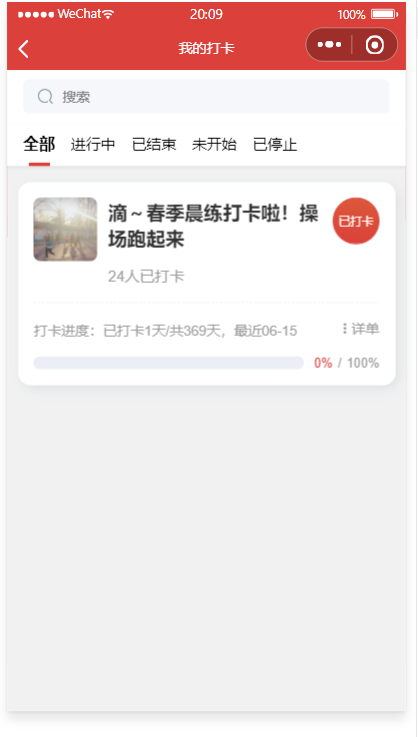 WeChat 20:09 100%
我的打卡
搜索
全部 进行中 已结束 未开始 已停止
滴～春季晨练打卡啦！操
场跑起来
已打卡
24人已打卡
打卡进度：已打卡1天/共369天，最近06-15
详单
0% / 100%